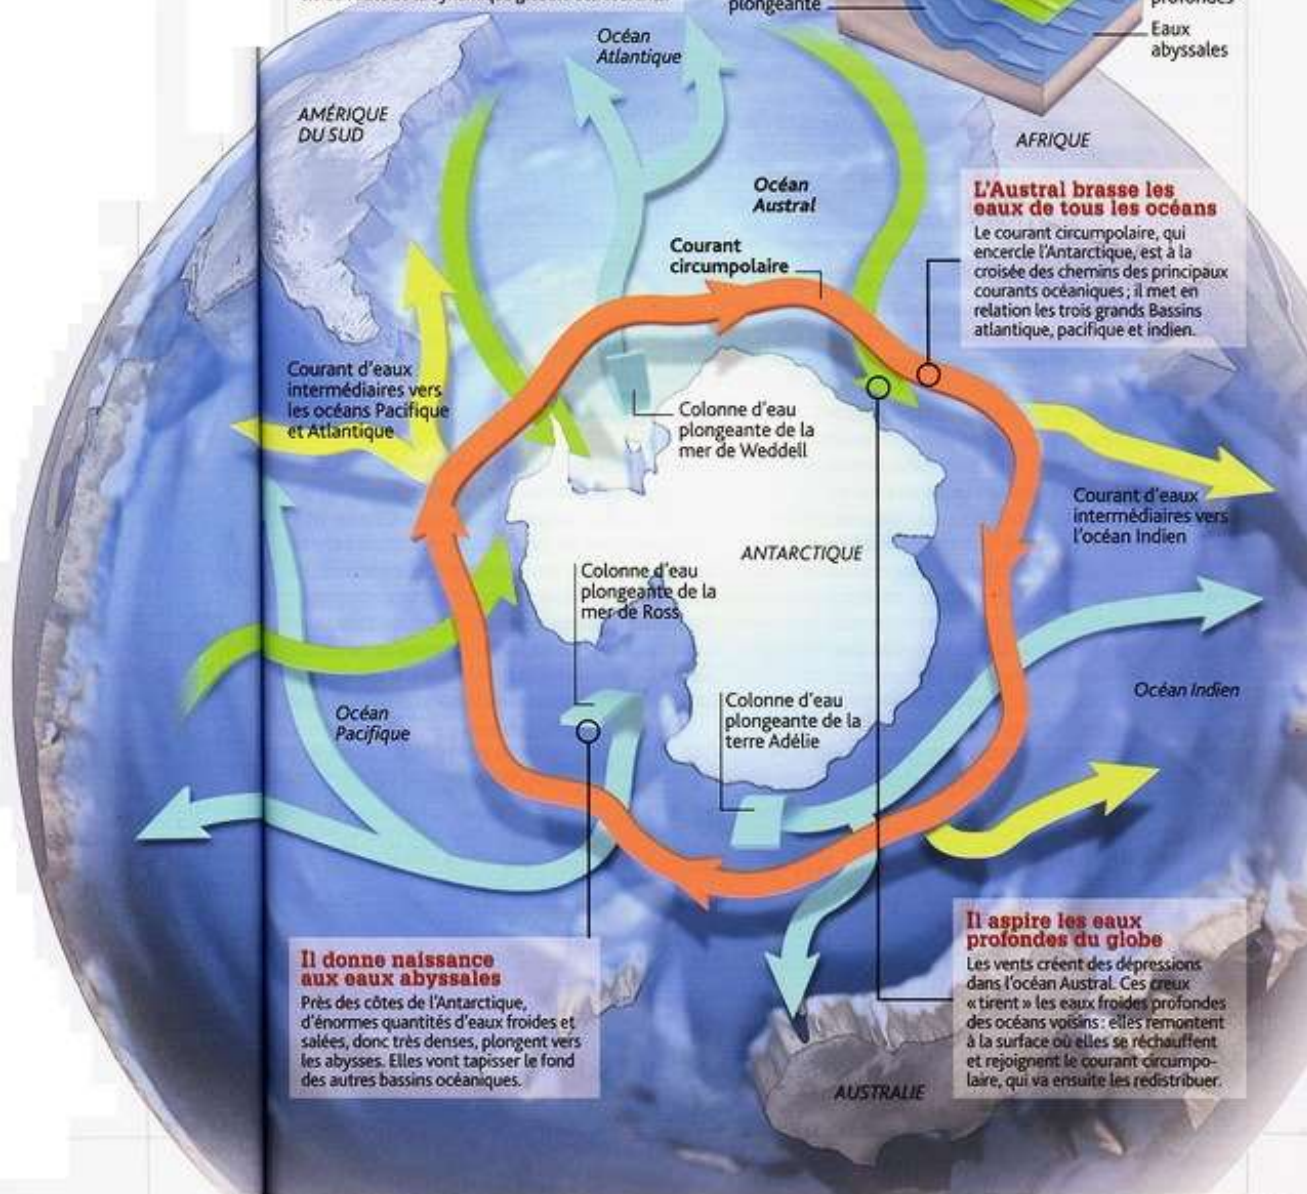 plongeante
profondes
Eaux
abyssales
Océan
Atlantique
AMÉRIQUE
DU SUD
AFRIQUE
Océan
Austral
L'Austral brasse les
eaux de tous les océans
Le courant circumpolaire, qui
encercle l'Antarctique, est à la
croisée des chemins des principaux
courants océaniques ; il met en
relation les trois grands Bassins
atlantique, pacifique et indien.
Courant
circumpolaire
Courant d'eaux
intermédiaires vers
les océans Pacifique
et Atlantique
Colonne d'eau
plongeante de la
mer de Weddell
Courant d'eaux
intermédiaires vers
l'océan Indien
ANTARCTIQUE
Colonne d'eau
plongeante de la
mer de Ross
Océan Indien
Océan
Pacifique
Colonne d'eau
plongeante de la
terre Adélie
Il donne naissance
aux eaux abyssales
Près des côtes de l'Antarctique,
d'énormes quantités d'eaux froides et
salées, donc très denses, plongent vers
les abysses. Elles vont tapisser le fond
des autres bassins océaniques.
Il aspire les eaux
profondes du globe
Les vents créent des dépressions
dans l'océan Austral. Ces creux
« tirent » les eaux froides profondes
des océans voisins : elles remontent
à la surface où elles se réchauffent
et rejoignent le courant circumpo-
laire, qui va ensuite les redistribuer.
AUSTRALIE